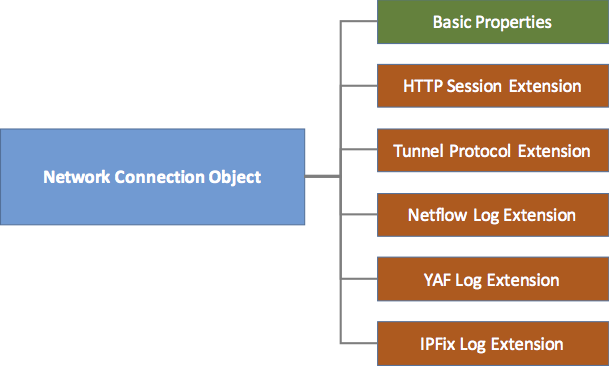 Basic Properties
HTTP Session Extension
Tunnel Protocol Extension
Network Connection Object
Netflow Log Extension
YAF Log Extension
IPFix Log Extension